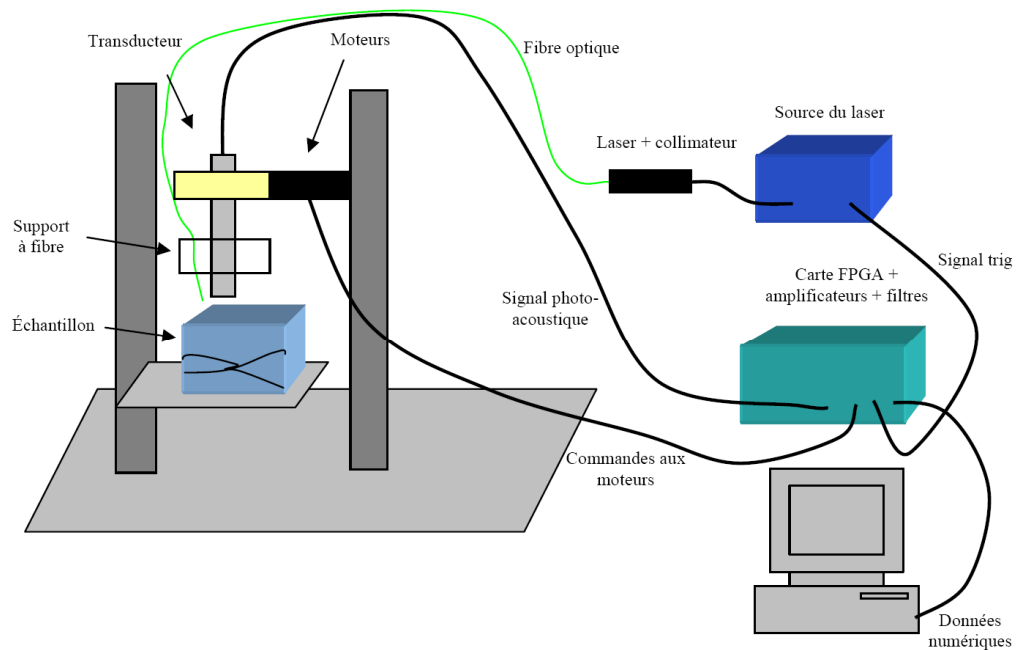 Transducteur
Moteurs
Fibre optique
Source du laser
Laser + collimateur
Support
à fibre
Signal trig
Carte FPGA +
amplificateurs + filtres
Signal photo-
acoustique
Échantillon
Commandes aux
moteurs
Données
numériques